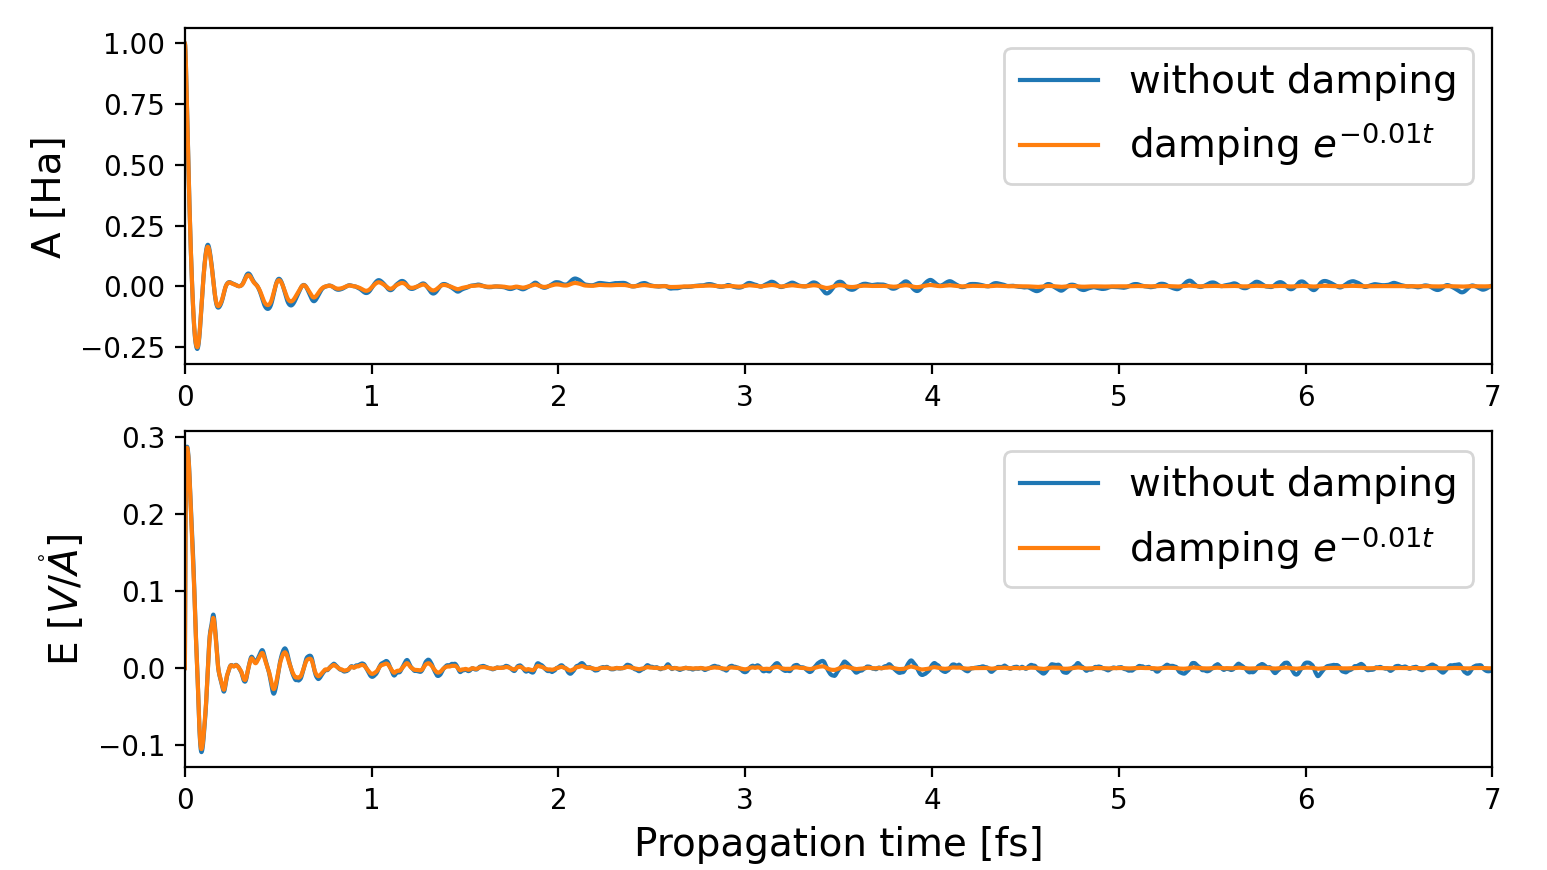 A [Ha]
1.00
0.75
0.50
0.25
0.00
−0.25
without damping
damping e^{−0.01t}
0 1 2 3 4 5 6 7
E [V/Å]
0.3
0.2
0.1
0.0
−0.1
without damping
damping e^{−0.01t}
0 1 2 3 4 5 6 7
Propagation time [fs]